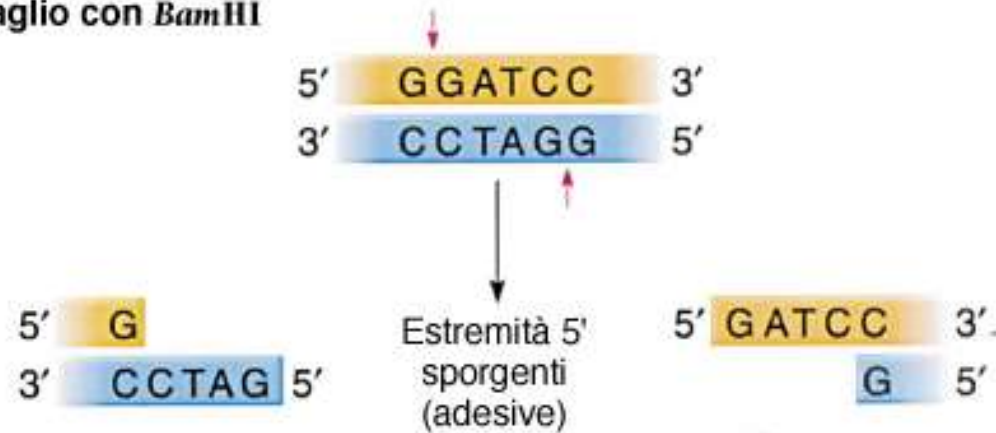 aglio con BamHI
5′ GGATCC 3′
3′ CCTAGG 5′
5′ G
3′ CCTAG 5′
Estremità 5'
sporgenti
(adesive)
5′ GATCC 3′.
G 5′